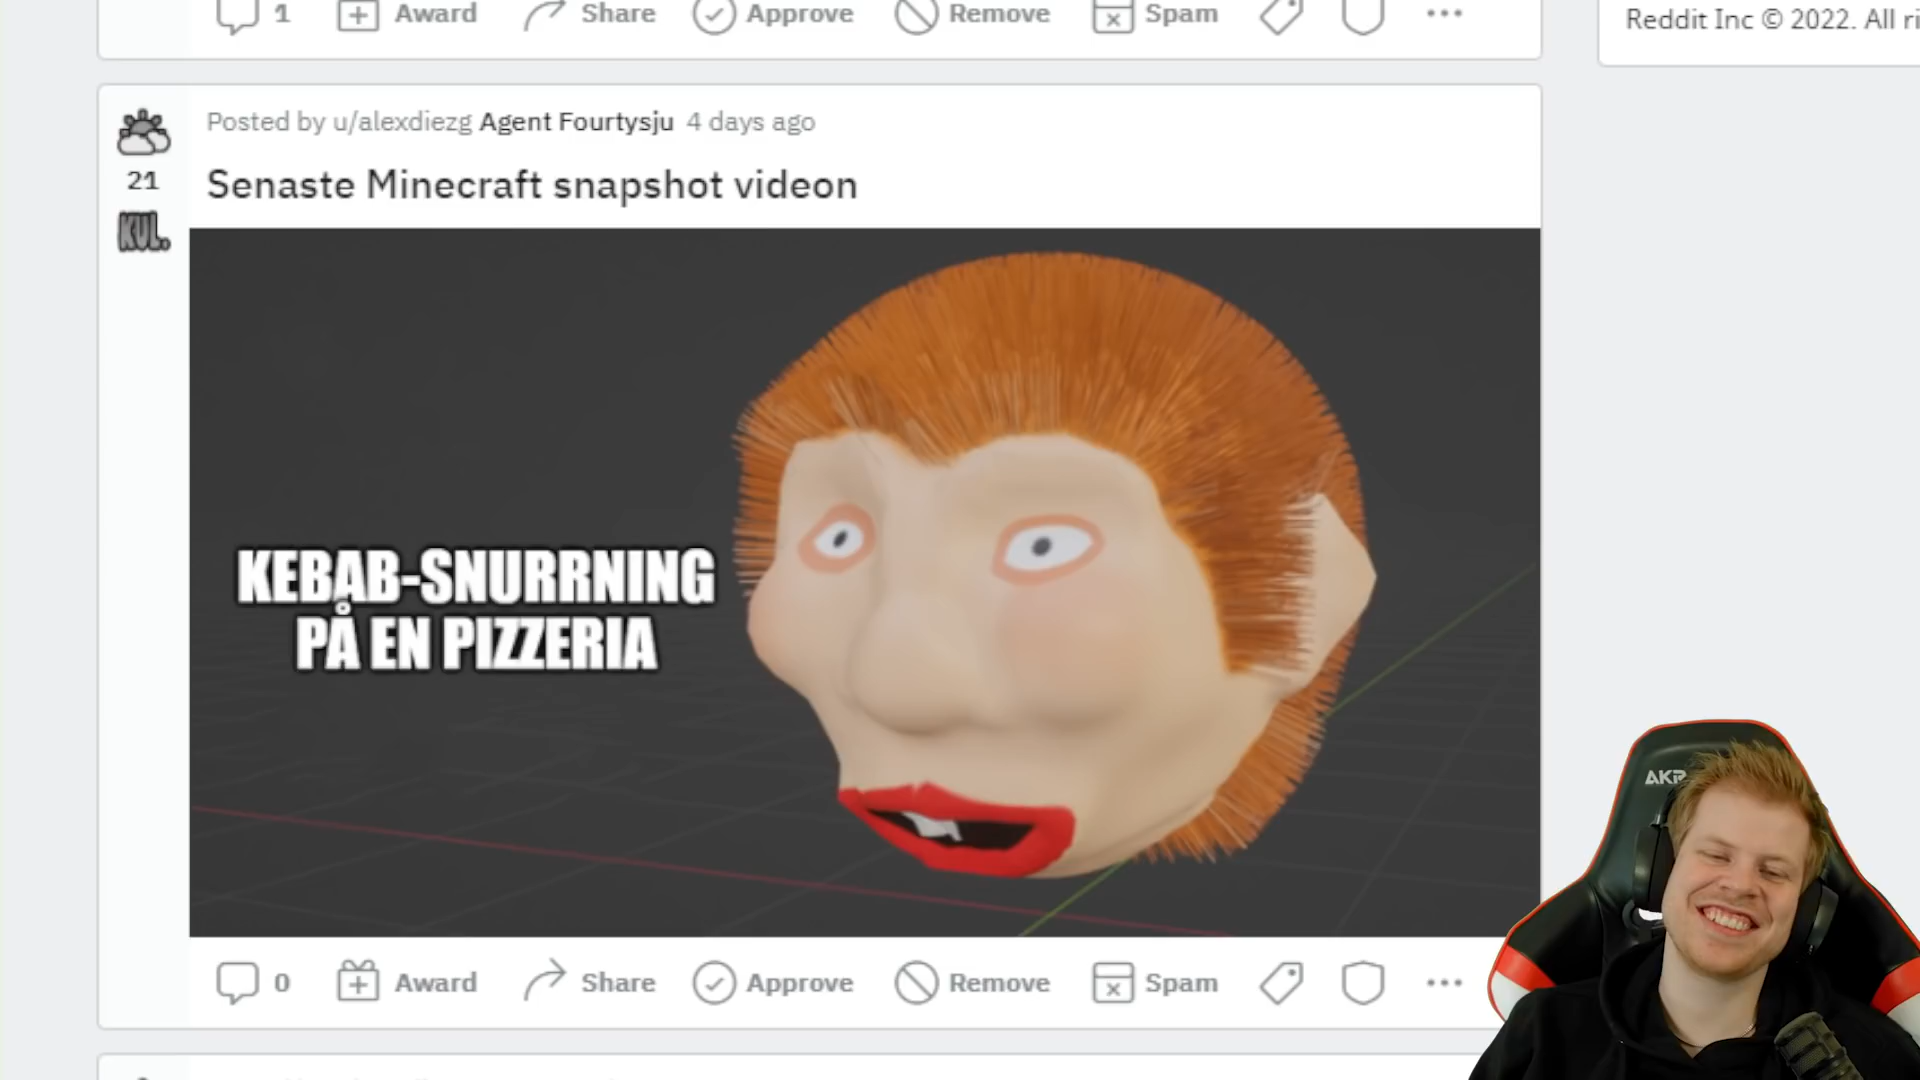 1 Award Share Approve Remove Spam
Reddit Inc © 2022. All ri
Posted by u/alexdiezg Agent Fourtysju 4 days ago
21
Senaste Minecraft snapshot videon
KUL.
KEBAB-SNURRNING
PÅ EN PIZZERIA
AKR
0 Award Share Approve Remove Spam